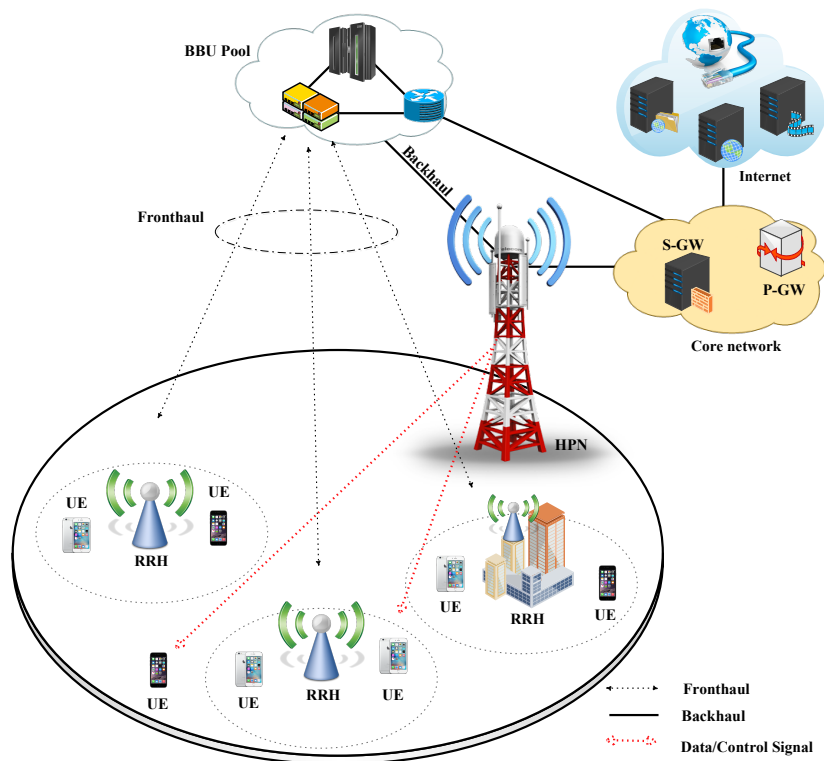 BBU Pool
Internet
Backhaul
Fronthaul
S-GW
P-GW
Core network
HPN
UE
UE
RRH
UE
RRH
UE
UE
RRH
UE
UE
Fronthaul
Backhaul
Data/Control Signal